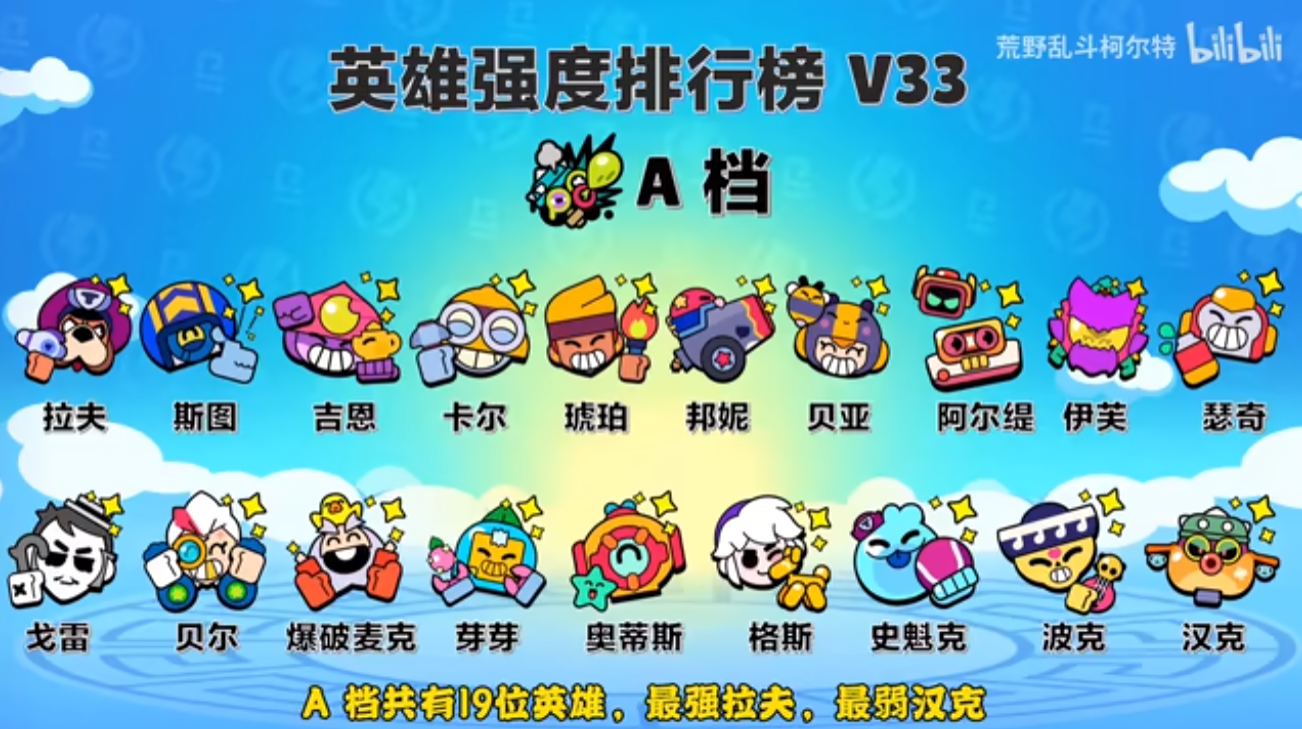 荒野乱斗柯尔特 bilibili
英雄强度排行榜 V33
A 档
拉夫 斯图 吉恩 卡尔 琥珀 邦妮 贝亚 阿尔缇 伊芙 瑟奇
戈雷 贝尔 爆破麦克 芽芽 奥蒂斯 格斯 史魁克 波克 汉克
A 档共有19位英雄，最强拉夫，最弱汉克